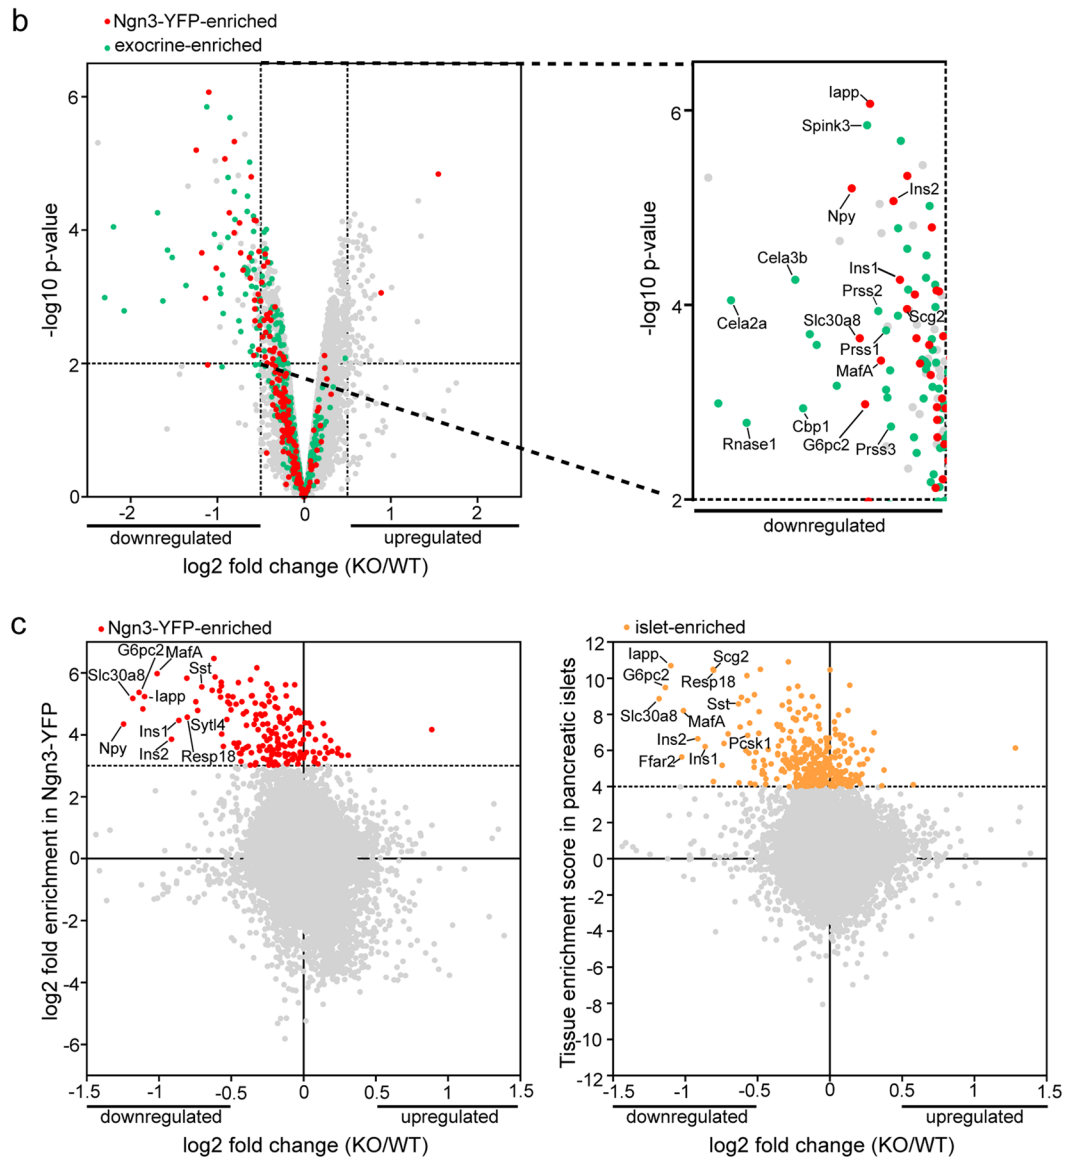 b
Ngn3-YFP-enriched
exocrine-enriched
-log10 p-value
6
4
2
0
-2
-1
0
1
2
downregulated
upregulated
log2 fold change (KO/WT)
-log10 p-value
6
4
2
Iapp
Spink3
Npy
Ins2
Cela3b
Ins1
Prss2
Cela2a
Slc30a8
Scg2
Prss1
MafA
Rnase1
Cbp1
G6pc2
Prss3
downregulated
c
Ngn3-YFP-enriched
log2 fold enrichment in Ngn3-YFP
6
4
2
0
-2
-4
-6
G6pc2
MafA
Slc30a8
Sst
Iapp
Ins1
Sytl4
Npy
Ins2
Resp18
-1.5
-1
-0.5
0
0.5
1
1.5
downregulated
upregulated
log2 fold change (KO/WT)
islet-enriched
Tissue enrichment score in pancreatic islets
12
10
8
6
4
2
0
-2
-4
-6
-8
-10
-12
Iapp
Scg2
G6pc2
Resp18
Slc30a8
Sst
MafA
Ins2
Pcsk1
Ffar2
Ins1
-1.5
-1
-0.5
0
0.5
1
1.5
downregulated
upregulated
log2 fold change (KO/WT)